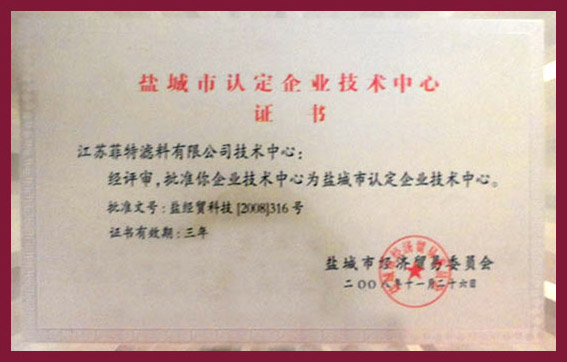 盐城市认定企业技术中心
证 书
江苏菲特滤料有限公司技术中心：
经评审，批准你企业技术中心为盐城市认定企业技术中心。
批准文号：盐经貿科技[2008]316号
证书有效期：三年
盐城市经济贸易委员会
二〇〇八年十一月二十六日